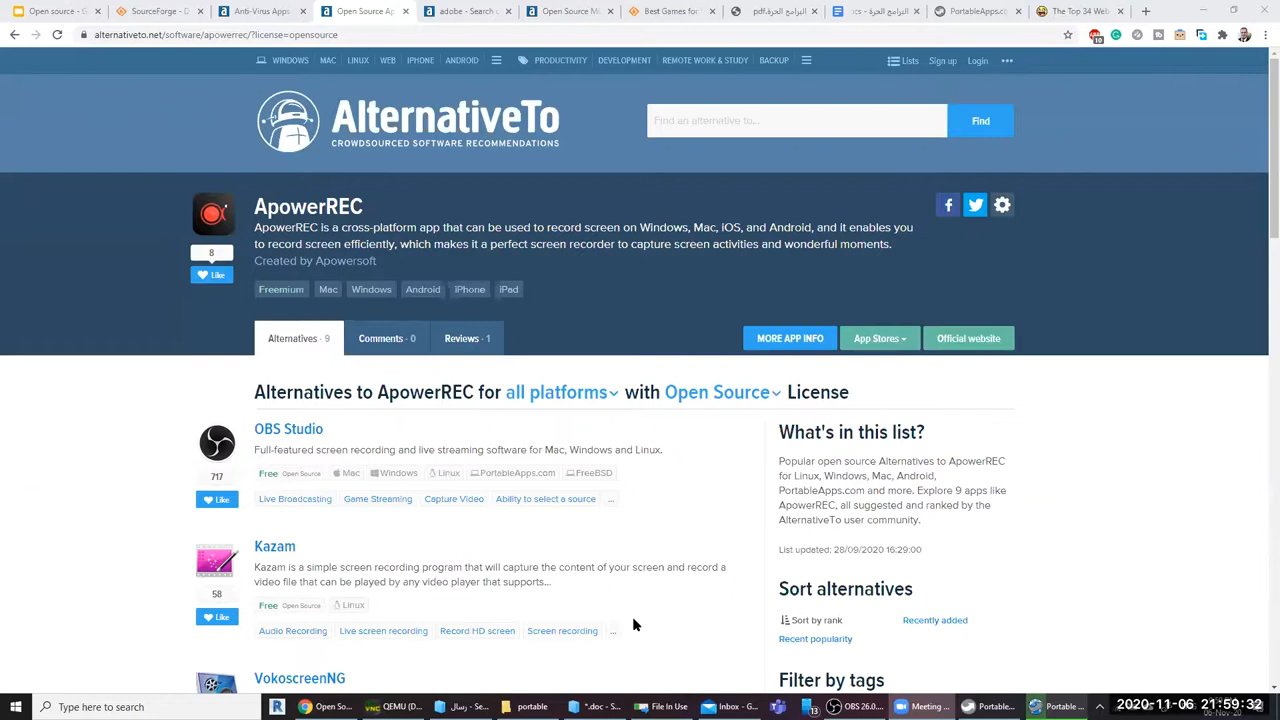 Open source - G
SourceForge - D
Anti-Virus Apps
Open Source Ap
adobe - Search
Open Source M
Best Games for
البرامج الحرة.pdf
البرامج الحرة - ocs
PortableApps.c
The Top 34 Web
alternativeto.net/software/apowerrec/?license=opensource
10
WINDOWS MAC LINUX WEB IPHONE ANDROID PRODUCTIVITY DEVELOPMENT REMOTE WORK & STUDY BACKUP Lists Sign up Login
AlternativeTo
CROWDSOURCED SOFTWARE RECOMMENDATIONS
Find an alternative to...
Find
ApowerREC
ApowerREC is a cross-platform app that can be used to record screen on Windows, Mac, iOS, and Android, and it enables you
to record screen efficiently, which makes it a perfect screen recorder to capture screen activities and wonderful moments.
Created by Apowersoft
8
Like
Freemium Mac Windows Android iPhone iPad
Alternatives · 9 Comments · 0 Reviews · 1
MORE APP INFO App Stores Official website
Alternatives to ApowerREC for all platforms with Open Source License
OBS Studio
Full-featured screen recording and live streaming software for Mac, Windows and Linux.
717
Like
Free Open Source Mac Windows Linux PortableApps.com FreeBSD
Live Broadcasting Game Streaming Capture Video Ability to select a source ...
Kazam
Kazam is a simple screen recording program that will capture the content of your screen and record a
video file that can be played by any video player that supports...
58
Like
Free Open Source Linux
Audio Recording Live screen recording Record HD screen Screen recording ...
VokoscreenNG
What's in this list?
Popular open source Alternatives to ApowerREC
for Linux, Windows, Mac, Android,
PortableApps.com and more. Explore 9 apps like
ApowerREC, all suggested and ranked by the
AlternativeTo user community.
List updated: 28/09/2020 16:29:00
Sort alternatives
Sort by rank Recently added
Recent popularity
Filter by tags
Type here to search
Open So...
QEMU (D...
رسال - ...
portable
*.doc - S...
File In Use
Inbox - G...
13
OBS 26.0...
Meeting ...
Portable...
Portable ...
2020-11-06 21:59:32